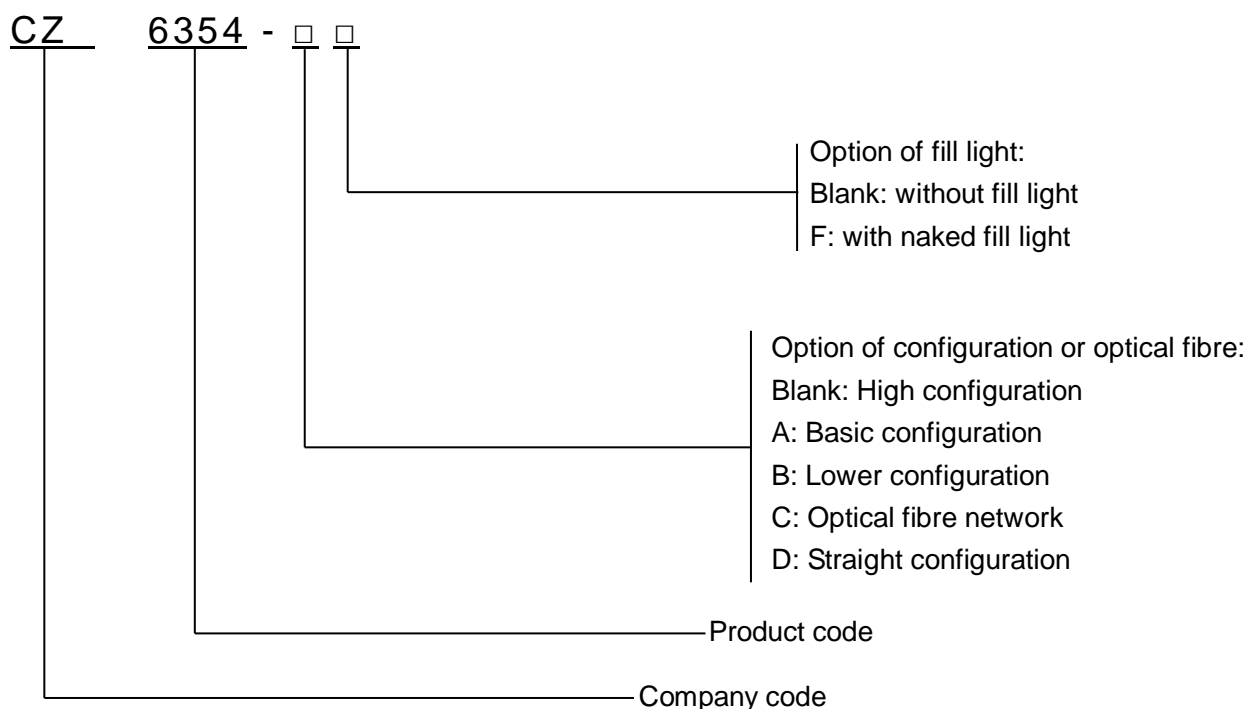 CZ 6354 - □ □
Option of fill light:
Blank: without fill light
F: with naked fill light
Option of configuration or optical fibre:
Blank: High configuration
A: Basic configuration
B: Lower configuration
C: Optical fibre network
D: Straight configuration
Product code
Company code